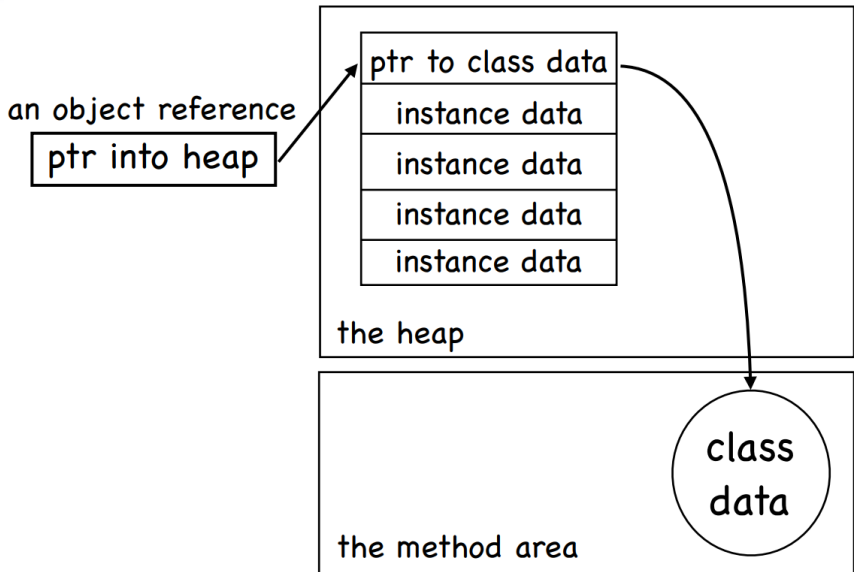 an object reference
ptr into heap
ptr to class data
instance data
instance data
instance data
instance data
the heap
class
data
the method area